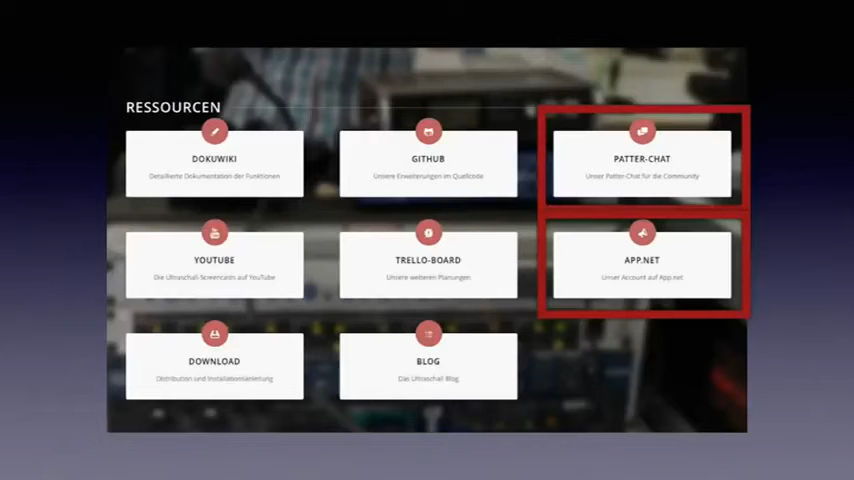 RESSOURCEN
DOKUWIKI
Detaillierte Dokumentation der Funktionen
GITHUB
Unsere Erweiterungen im Quellcode
PATTER-CHAT
Unser Patter-Chat für die Community
YOUTUBE
Die Ultraschall-Screencasts auf YouTube
TRELLO-BOARD
Unsere weiteren Planungen
APP.NET
Unser Account auf App.net
DOWNLOAD
Distribution und Installationsanleitung
BLOG
Das Ultraschall Blog